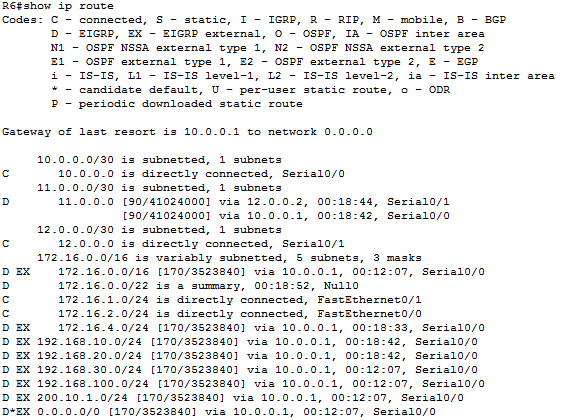 R6#show ip route
Codes: C - connected, S - static, I - IGRP, R - RIP, M - mobile, B - BGP
       D - EIGRP, EX - EIGRP external, O - OSPF, IA - OSPF inter area
       N1 - OSPF NSSA external type 1, N2 - OSPF NSSA external type 2
       E1 - OSPF external type 1, E2 - OSPF external type 2, E - EGP
       i - IS-IS, L1 - IS-IS level-1, L2 - IS-IS level-2, ia - IS-IS inter area
       * - candidate default, U - per-user static route, o - ODR
       P - periodic downloaded static route

Gateway of last resort is 10.0.0.1 to network 0.0.0.0

     10.0.0.0/30 is subnetted, 1 subnets
C       10.0.0.0 is directly connected, Serial0/0
     11.0.0.0/30 is subnetted, 1 subnets
D       11.0.0.0 [90/41024000] via 12.0.0.2, 00:18:44, Serial0/1
                 [90/41024000] via 10.0.0.1, 00:18:42, Serial0/0
     12.0.0.0/30 is subnetted, 1 subnets
C       12.0.0.0 is directly connected, Serial0/1
     172.16.0.0/16 is variably subnetted, 5 subnets, 3 masks
D EX    172.16.0.0/16 [170/3523840] via 10.0.0.1, 00:12:07, Serial0/0
D       172.16.0.0/22 is a summary, 00:18:52, Null0
C       172.16.1.0/24 is directly connected, FastEthernet0/1
C       172.16.2.0/24 is directly connected, FastEthernet0/0
D EX    172.16.4.0/24 [170/3523840] via 10.0.0.1, 00:18:33, Serial0/0
D EX 192.168.10.0/24 [170/3523840] via 10.0.0.1, 00:18:42, Serial0/0
D EX 192.168.20.0/24 [170/3523840] via 10.0.0.1, 00:18:42, Serial0/0
D EX 192.168.30.0/24 [170/3523840] via 10.0.0.1, 00:12:07, Serial0/0
D EX 192.168.100.0/24 [170/3523840] via 10.0.0.1, 00:12:07, Serial0/0
D EX 200.10.1.0/24 [170/3523840] via 10.0.0.1, 00:12:07, Serial0/0
D*EX 0.0.0.0/0 [170/3523840] via 10.0.0.1, 00:12:07, Serial0/0